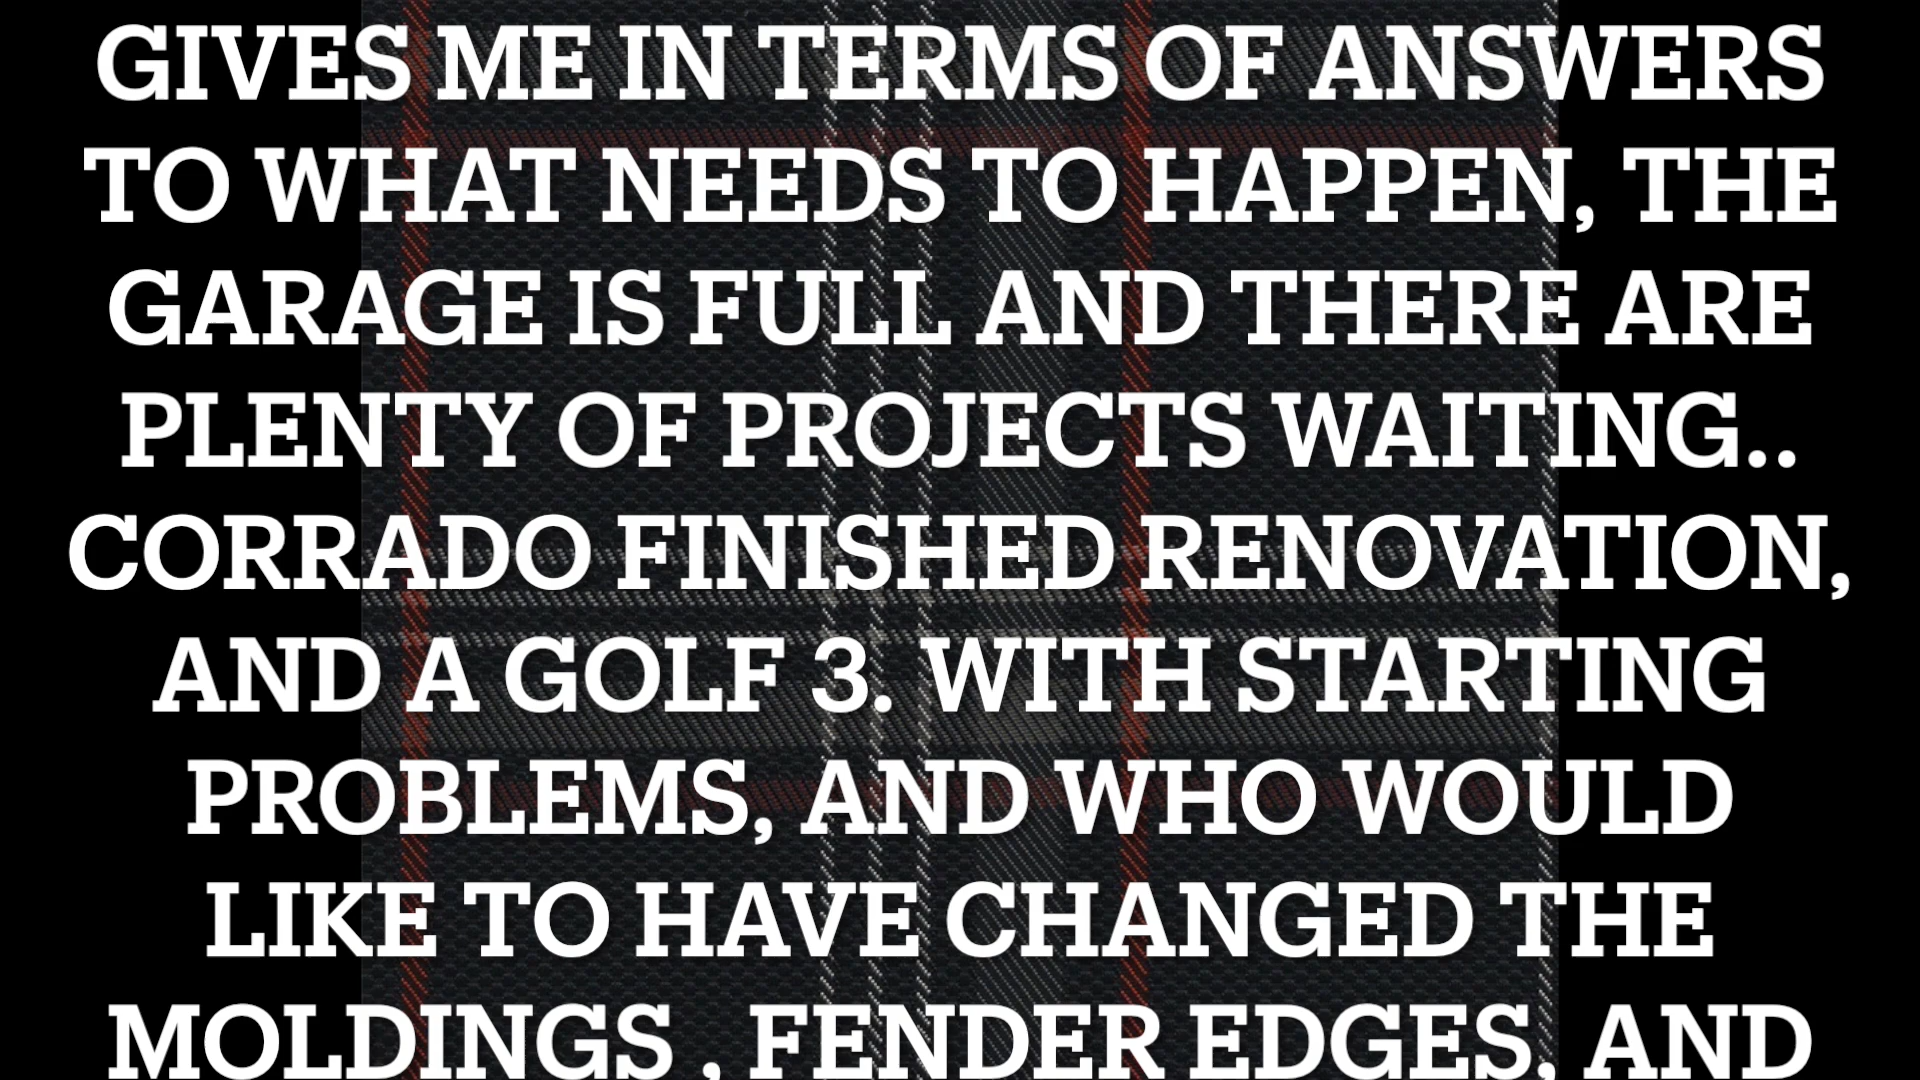 GIVES ME IN TERMS OF ANSWERS
TO WHAT NEEDS TO HAPPEN, THE
GARAGE IS FULL AND THERE ARE
PLENTY OF PROJECTS WAITING..
CORRADO FINISHED RENOVATION,
AND A GOLF 3. WITH STARTING
PROBLEMS, AND WHO WOULD
LIKE TO HAVE CHANGED THE
MOLDINGS , FENDER EDGES, AND